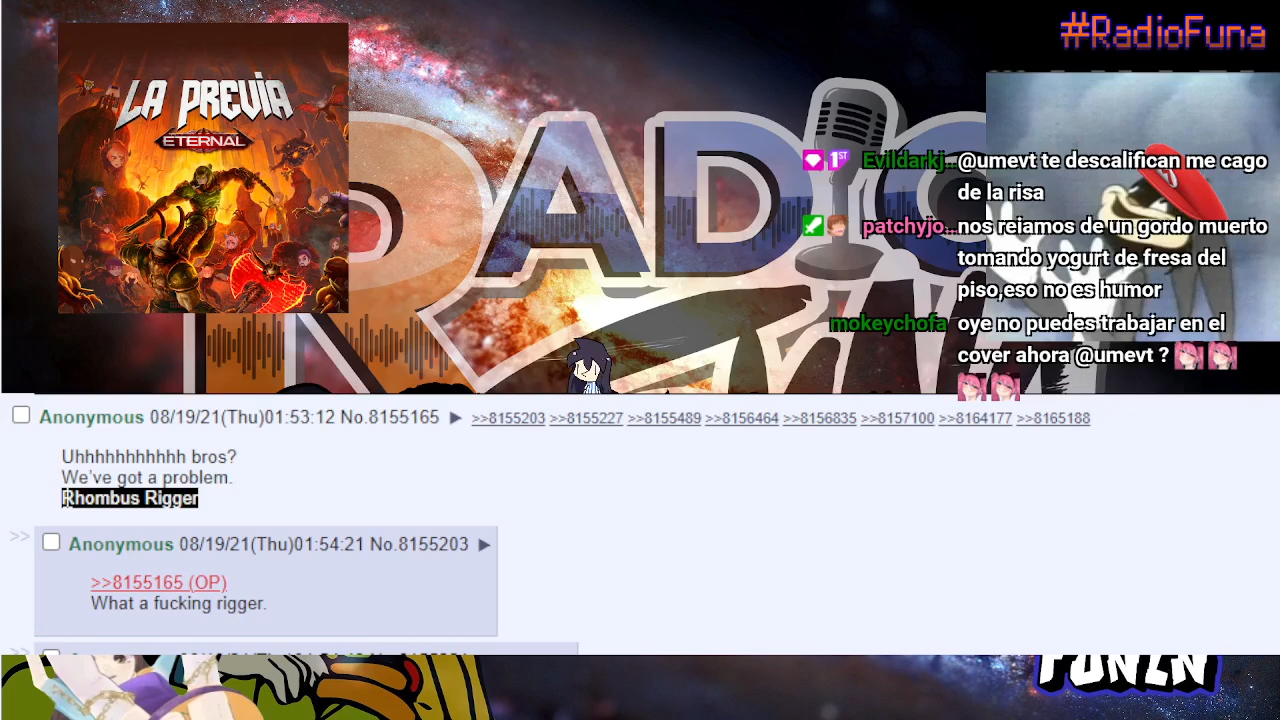 #RadioFuna
LA PREVIA
ETERNAL
RADIO
1ST
Evildarkj... @umevt te descalifican me cago
de la risa
patchyjo... nos reiamos de un gordo muerto
tomando yogurt de fresa del
piso,eso no es humor
mokeychofa oye no puedes trabajar en el
cover ahora @umevt ?
Anonymous 08/19/21(Thu)01:53:12 No.8155165 ▶ >>8155203 >>8155227 >>8155489 >>8156464 >>8156835 >>8157100 >>8164177 >>8165188
Uhhhhhhhhhhh bros?
We've got a problem.
Rhombus Rigger
>>
Anonymous 08/19/21(Thu)01:54:21 No.8155203 ▶
>>8155165 (OP)
What a fucking rigger.
>>